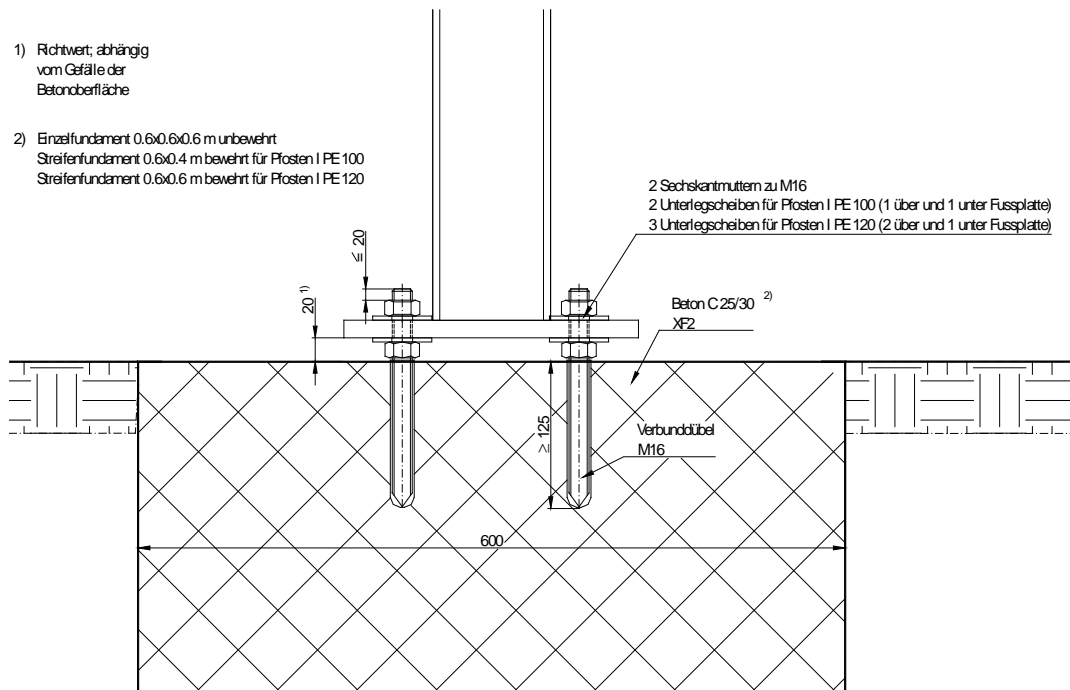 1) Richtwert; abhängig
vom Gefälle der
Betonoberfläche
2) Einzelfundament 0.6x0.6x0.6 m unbewehrt
Streifenfundament 0.6x0.4 m bewehrt für Pfosten I PE 100
Streifenfundament 0.6x0.6 m bewehrt für Pfosten I PE 120
2 Sechskantmuttern zu M16
2 Unterlegscheiben für Pfosten I PE 100 (1 über und 1 unter Fussplatte)
3 Unterlegscheiben für Pfosten I PE 120 (2 über und 1 unter Fussplatte)
≤ 20
20 1)
Beton C 25/30 2)
XF2
≥ 125
Verbunddübel
M16
600